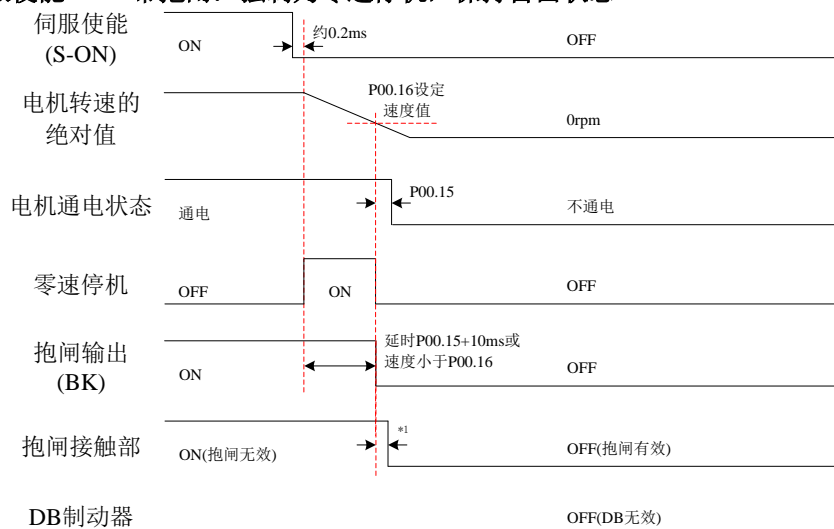 伺服使能
(S-ON)
ON
约0.2ms
OFF
电机转速的
绝对值
P00.16设定
速度值
0rpm
电机通电状态
通电
P00.15
不通电
零速停机
OFF
ON
OFF
抱闸输出
(BK)
ON
延时P00.15+10ms或
速度小于P00.16
OFF
抱闸接触部
ON(抱闸无效)
*1
OFF(抱闸有效)
DB制动器
OFF(DB无效)